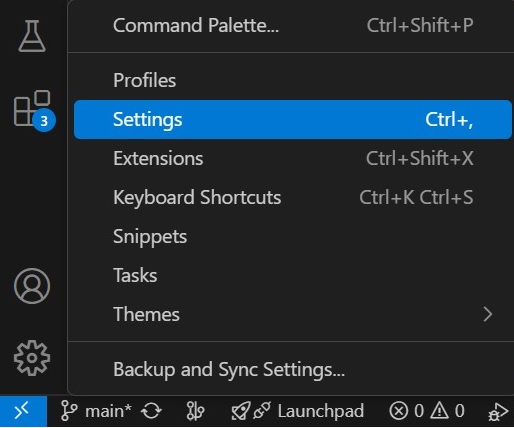 Command Palette... Ctrl+Shift+P
Profiles
Settings Ctrl+,
Extensions Ctrl+Shift+X
Keyboard Shortcuts Ctrl+K Ctrl+S
Snippets
Tasks
Themes
Backup and Sync Settings...
3
main* Launchpad 0 0